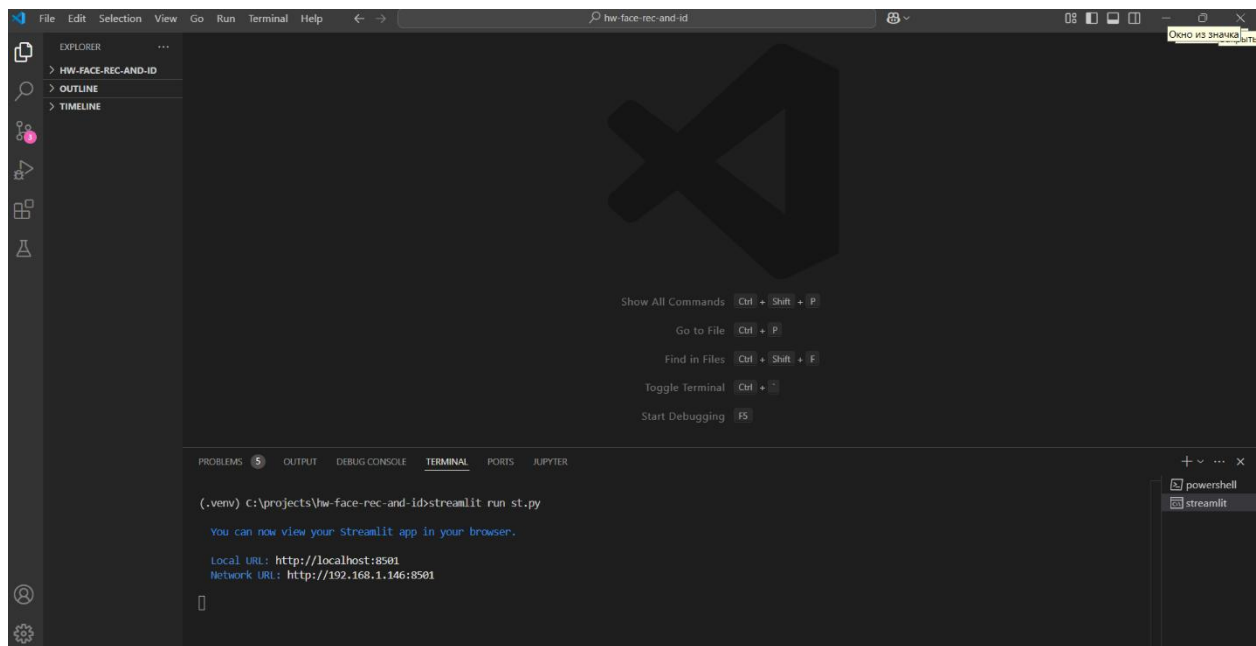 File Edit Selection View Go Run Terminal Help
hw-face-rec-and-id
Окно из значка
EXPLORER
HW-FACE-REC-AND-ID
OUTLINE
TIMELINE
3
Show All Commands Ctrl + Shift + P
Go to File Ctrl + P
Find in Files Ctrl + Shift + F
Toggle Terminal Ctrl + `
Start Debugging F5
PROBLEMS 5 OUTPUT DEBUG CONSOLE TERMINAL PORTS JUPYTER
powershell
streamlit
(.venv) C:\projects\hw-face-rec-and-id>streamlit run st.py
You can now view your Streamlit app in your browser.
Local URL: http://localhost:8501
Network URL: http://192.168.1.146:8501